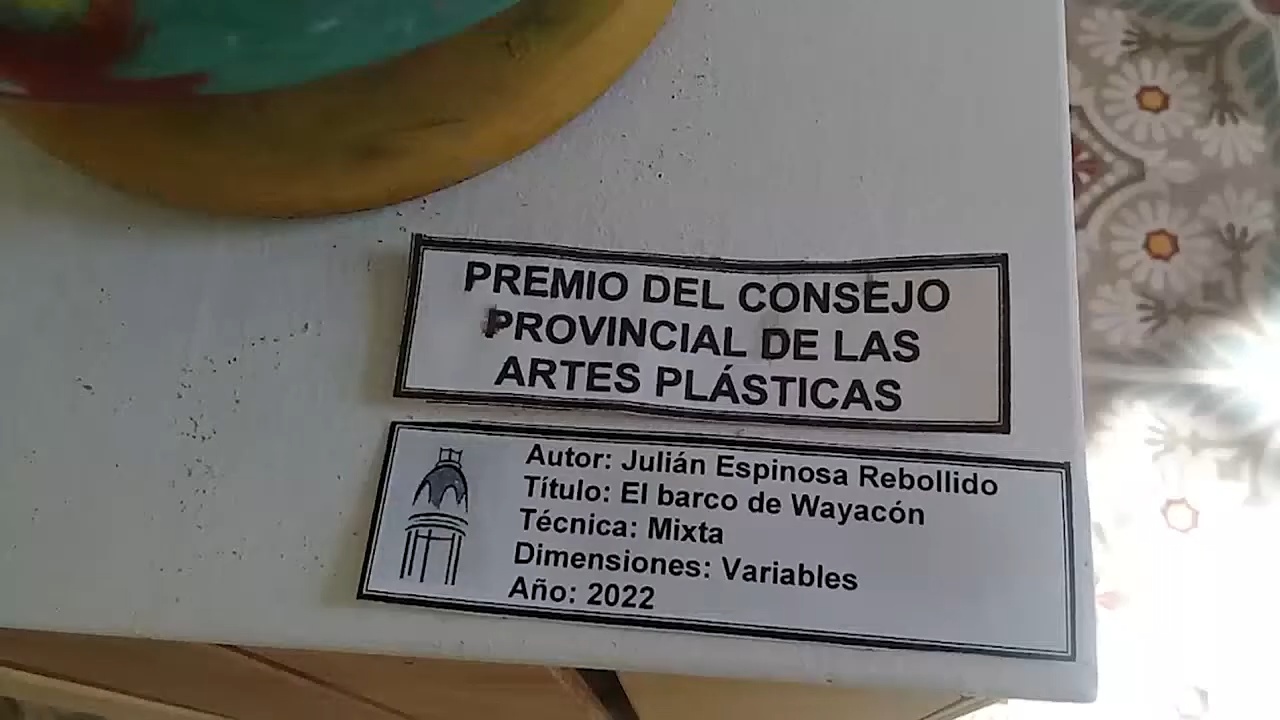 PREMIO DEL CONSEJO
PROVINCIAL DE LAS
ARTES PLÁSTICAS
Autor: Julián Espinosa Rebollido
Título: El barco de Wayacón
Técnica: Mixta
Dimensiones: Variables
Año: 2022